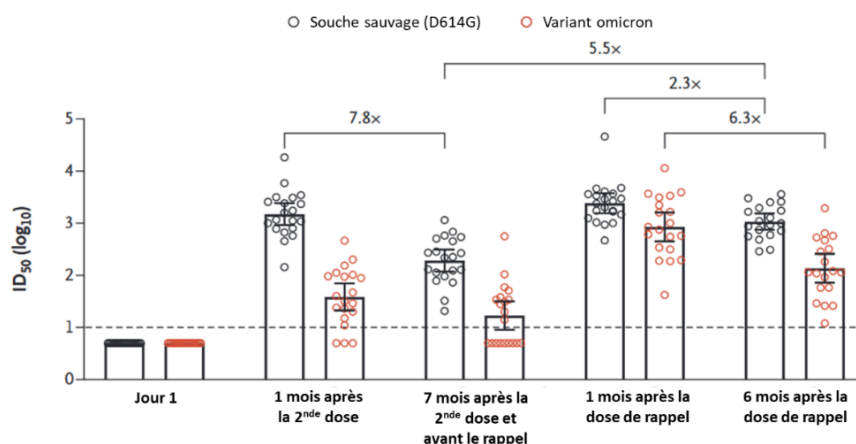 Souche sauvage (D614G) Variant omicron
5.5×
2.3×
7.8×
6.3×
ID50 (log10)
5
4
3
2
1
0
Jour 1
1 mois après
la 2nde dose
7 mois après la
2nde dose et
avant le rappel
1 mois après la
dose de rappel
6 mois après la
dose de rappel